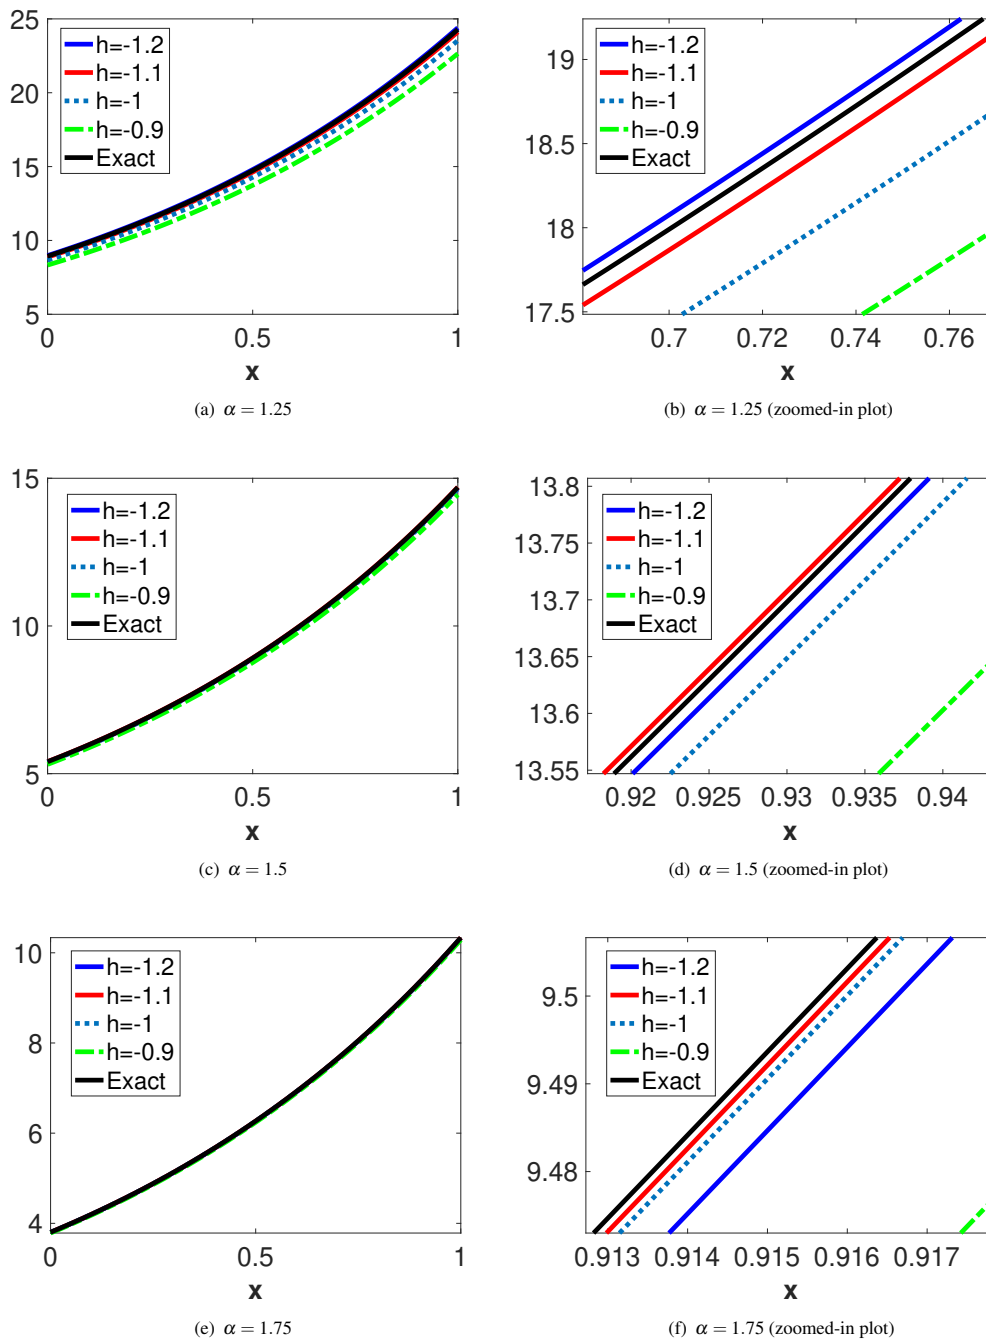 25
20
15
10
5
h=-1.2
h=-1.1
h=-1
h=-0.9
Exact
0
0.5
1
x
(a) α = 1.25
19
18.5
18
17.5
h=-1.2
h=-1.1
h=-1
h=-0.9
Exact
0.7
0.72
0.74
0.76
x
(b) α = 1.25 (zoomed-in plot)
15
10
5
h=-1.2
h=-1.1
h=-1
h=-0.9
Exact
0
0.5
1
x
(c) α = 1.5
13.8
13.75
13.7
13.65
13.6
13.55
h=-1.2
h=-1.1
h=-1
h=-0.9
Exact
0.92
0.925
0.93
0.935
0.94
x
(d) α = 1.5 (zoomed-in plot)
10
8
6
4
h=-1.2
h=-1.1
h=-1
h=-0.9
Exact
0
0.5
1
x
(e) α = 1.75
9.5
9.49
9.48
h=-1.2
h=-1.1
h=-1
h=-0.9
Exact
0.913
0.914
0.915
0.916
0.917
x
(f) α = 1.75 (zoomed-in plot)